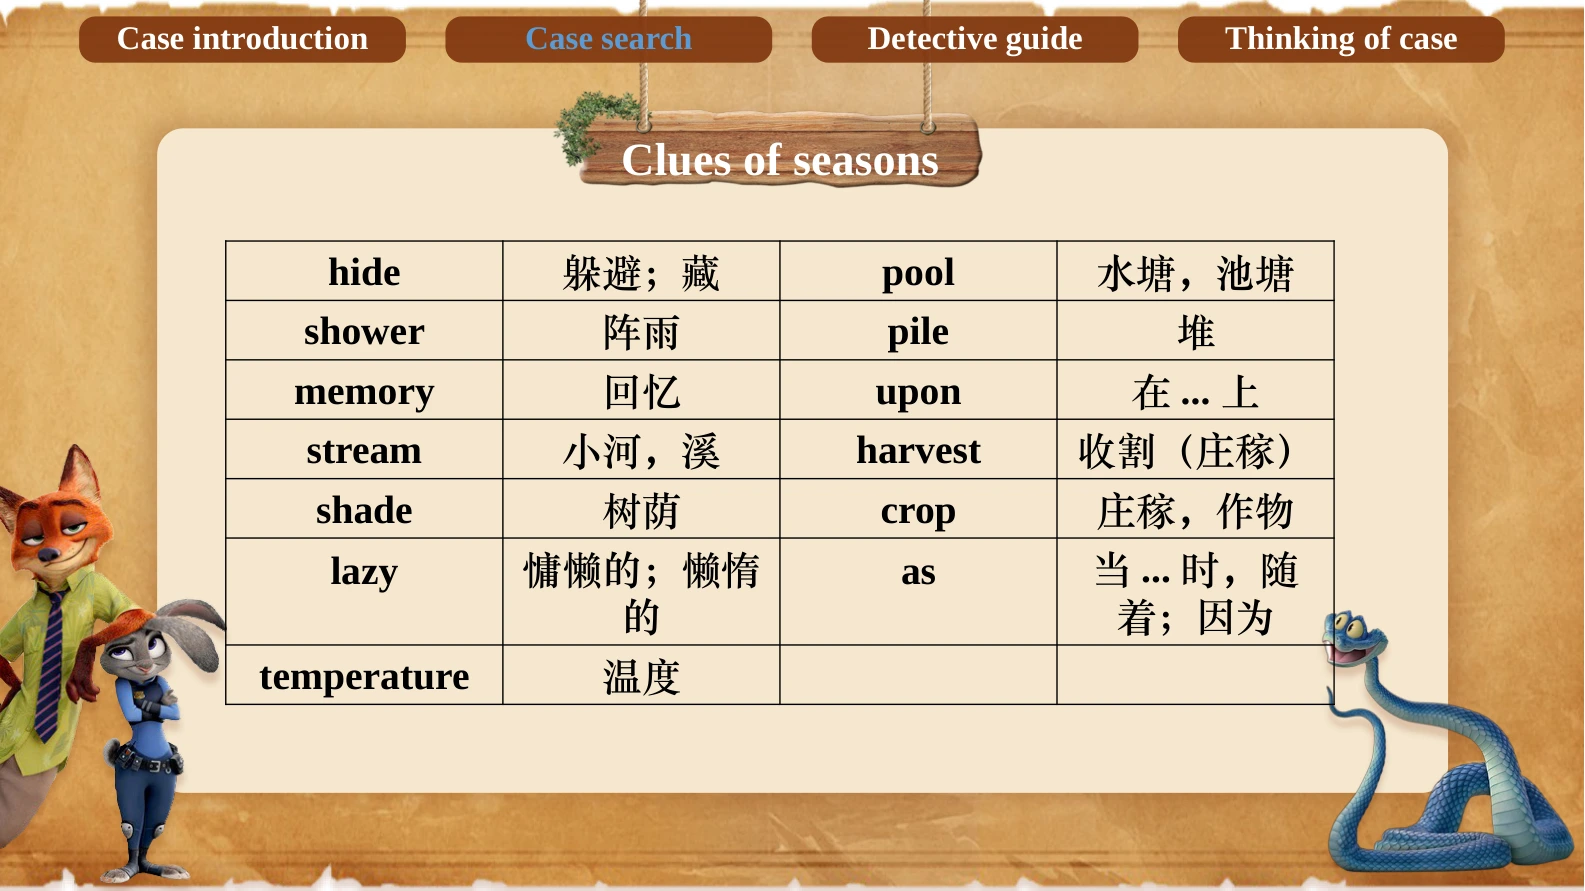 Case introduction
Case search
Detective guide
Thinking of case
Clues of seasons
hide 躲避；藏 pool 水塘，池塘
shower 阵雨 pile 堆
memory 回忆 upon 在 ... 上
stream 小河，溪 harvest 收割（庄稼）
shade 树荫 crop 庄稼，作物
lazy 慵懒的；懒惰 as 当 ... 时，随
的 着；因为
temperature 温度